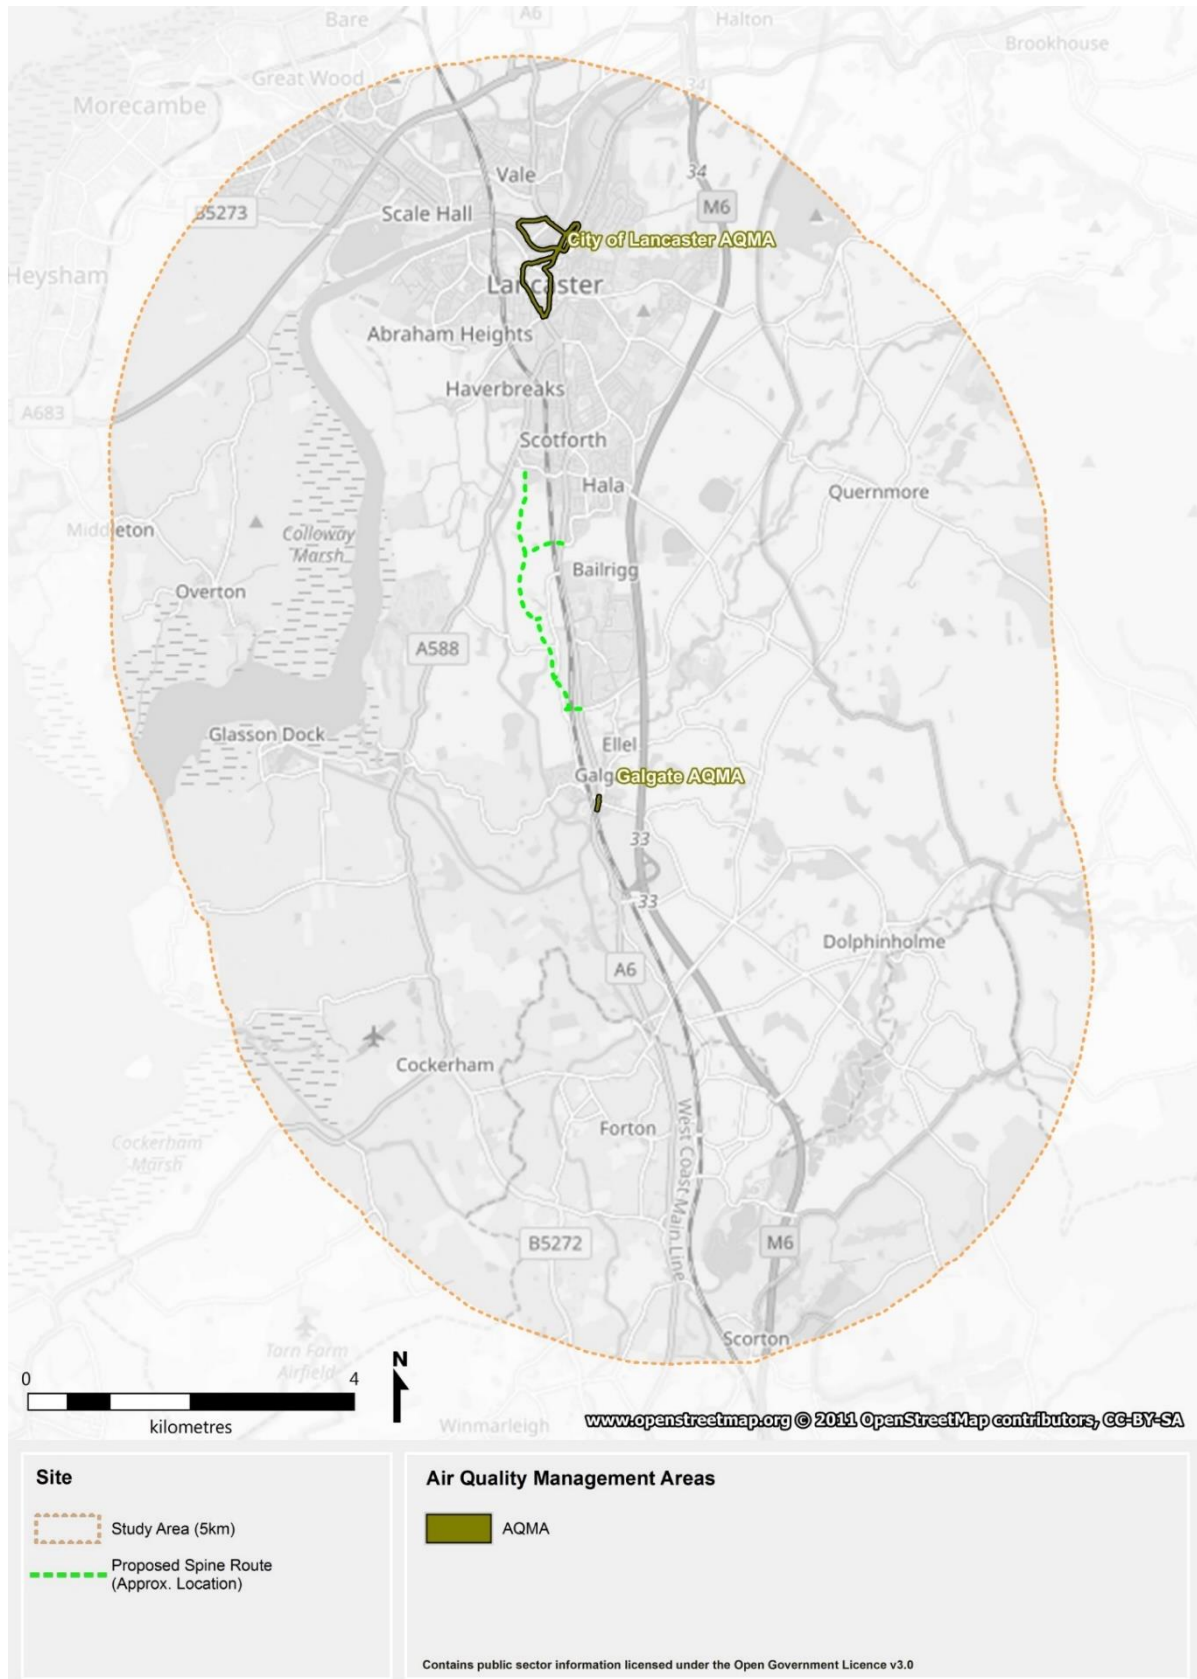 Bare
A6
Halton
Brookhouse
Great Wood
Morecambe
34
Vale
34
B5273
Scale Hall
M6
City of Lancaster AQMA
Heysham
Lancaster
Abraham Heights
Haverbreaks
A683
Scotforth
Hala
Quernmore
Middleton
Colloway
Marsh
Bailrigg
Overton
A588
Glasson Dock
Ellel
Galg
Galgate AQMA
33
33
Dolphinholme
A6
Cockerham
Forton
West Coast Main Line
Cockerham
Marsh
B5272
M6
Scorton
Tarn Farm
Airfield
N
0 4
kilometres
Winmarleigh
www.openstreetmap.org © 2011 OpenStreetMap contributors, CC-BY-SA
Site
Study Area (5km)
Proposed Spine Route
(Approx. Location)
Air Quality Management Areas
AQMA
Contains public sector information licensed under the Open Government Licence v3.0